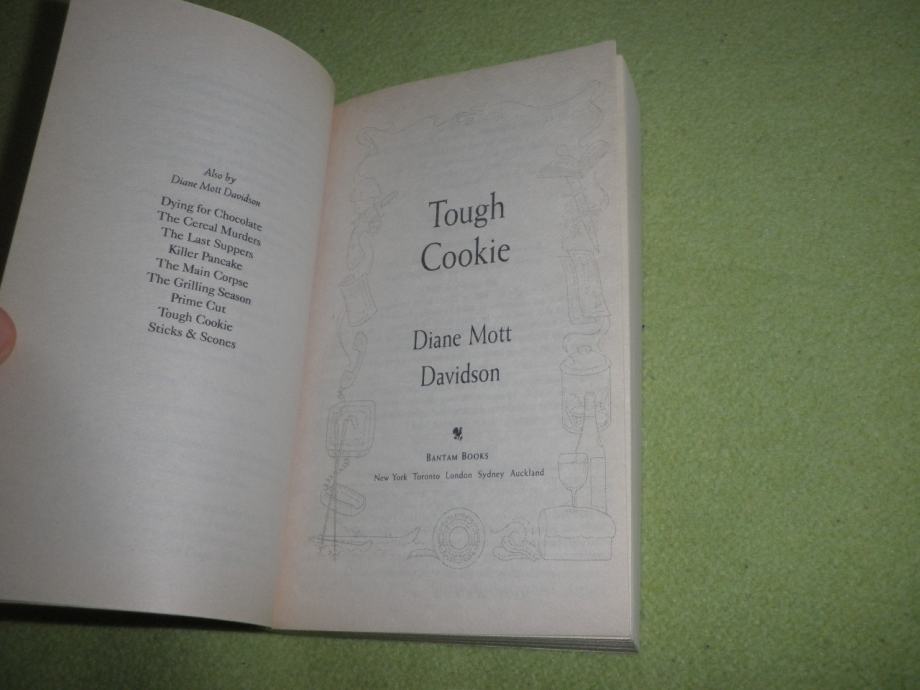 Also by
Diane Mott Davidson
Dying for Chocolate
The Cereal Murders
The Last Suppers
Killer Pancake
The Main Corpse
The Grilling Season
Prime Cut
Tough Cookie
Sticks & Scones
Tough
Cookie
Diane Mott
Davidson
BANTAM BOOKS
New York Toronto London Sydney Auckland